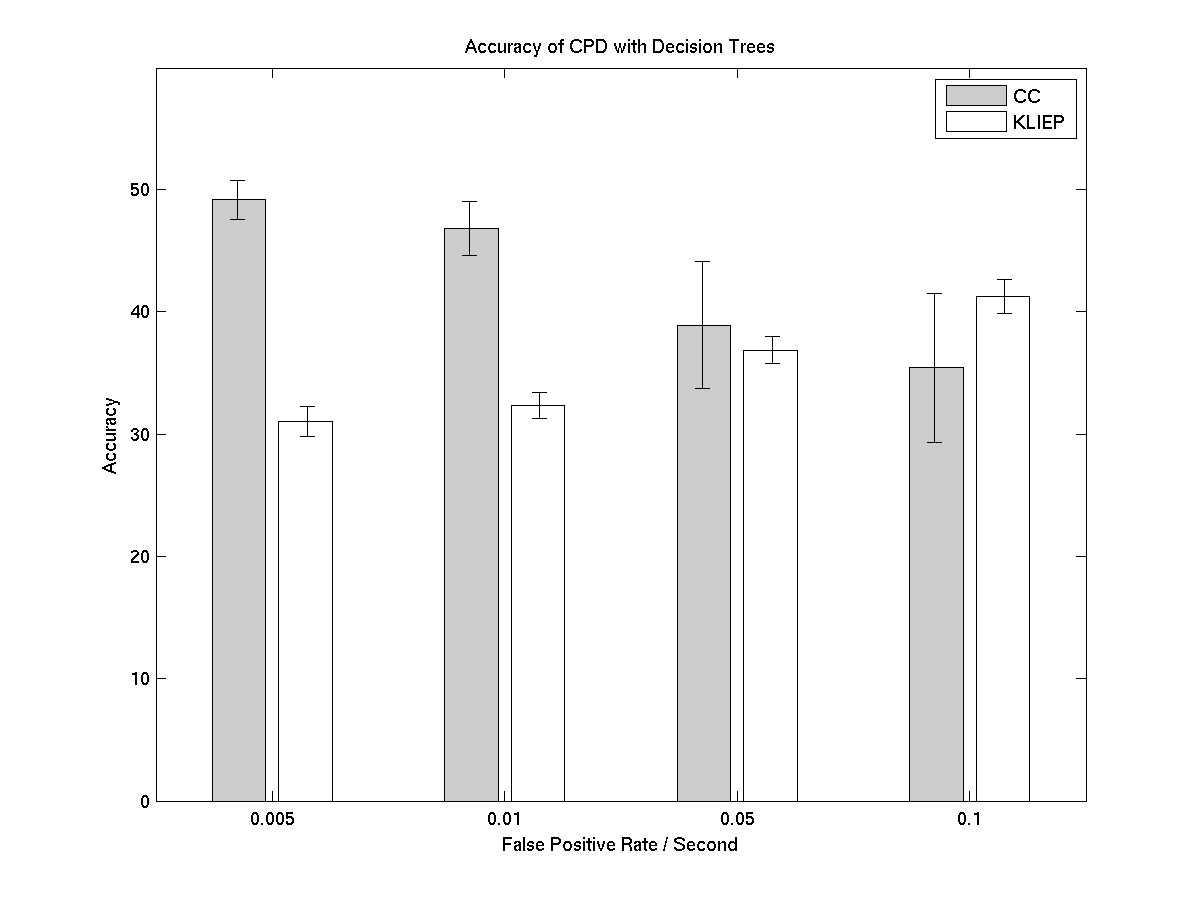 Accuracy of CPD with Decision Trees
CC
KLIEP
50
40
30
20
10
0
Accuracy
0.005 0.01 0.05 0.1
False Positive Rate / Second